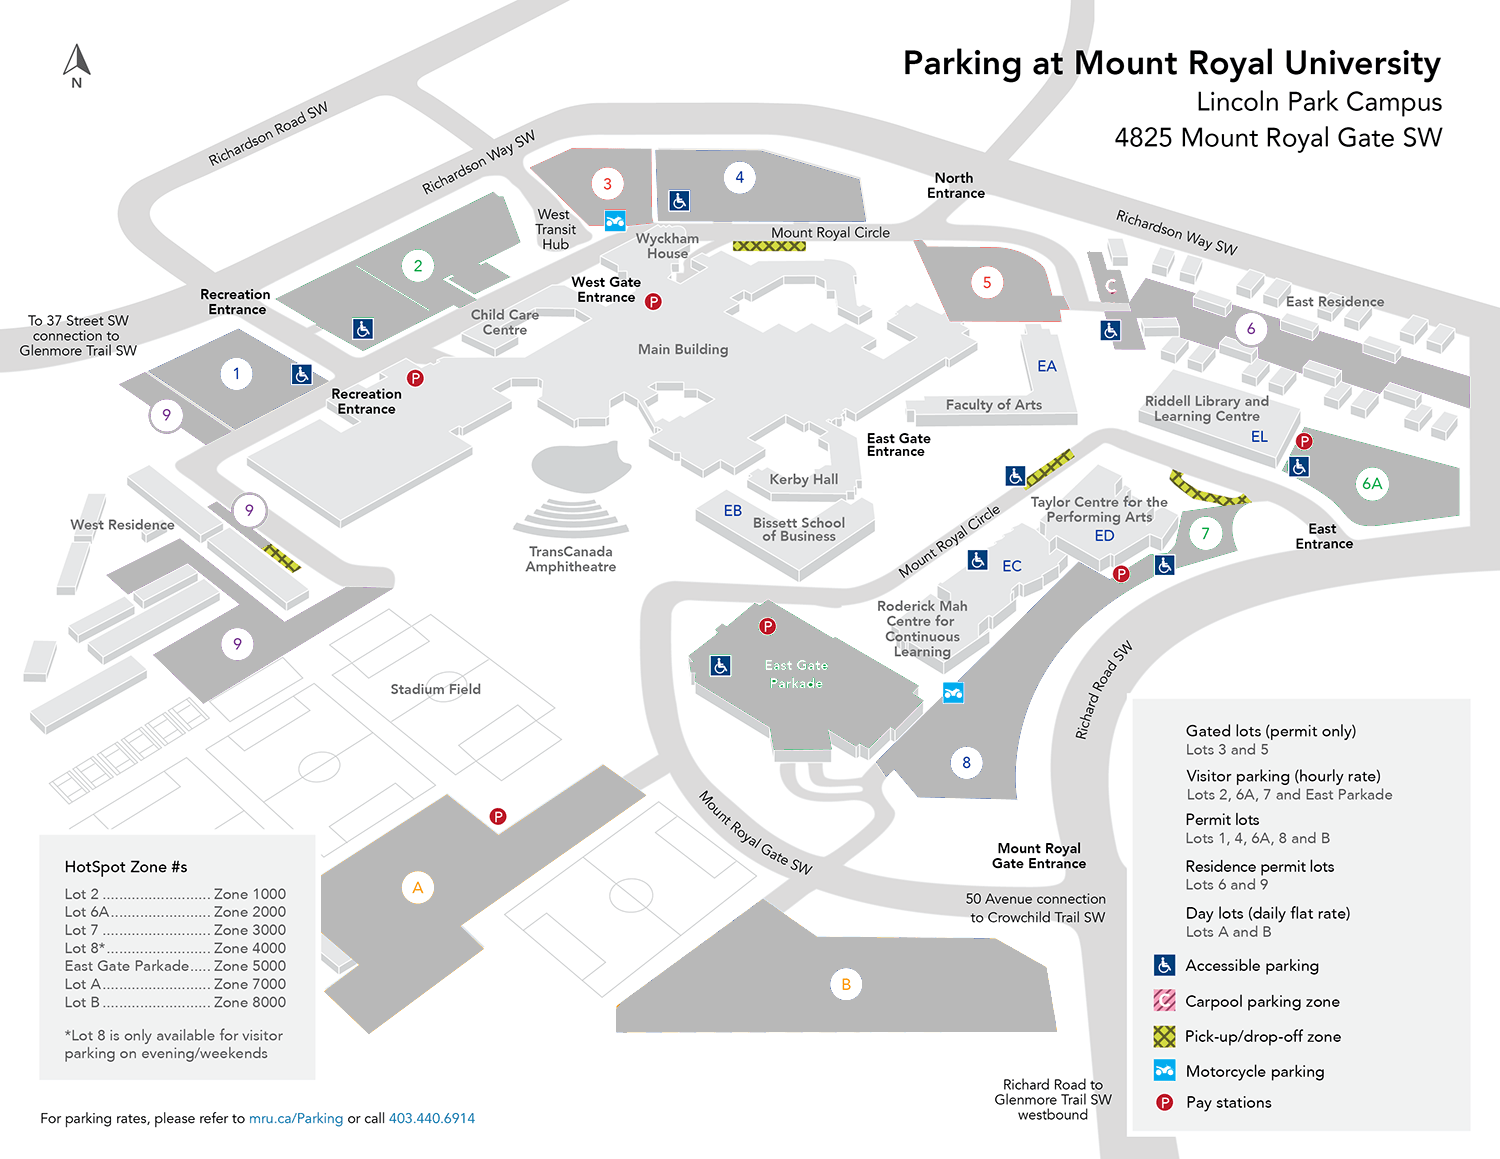 Parking at Mount Royal University
Lincoln Park Campus
4825 Mount Royal Gate SW
N
Richardson Road SW
Richardson Way SW
3
4
North
Entrance
West
Transit
Hub
Wyckham
House
Mount Royal Circle
Richardson Way SW
2
West Gate
Entrance
P
5
C
East Residence
6
Recreation
Entrance
To 37 Street SW
connection to
Glenmore Trail SW
Child Care
Centre
Main Building
1
P
Recreation
Entrance
9
EA
Faculty of Arts
Riddell Library and
Learning Centre
EL
P
East Gate
Entrance
6A
Kerby Hall
EB
Bissett School
of Business
Taylor Centre for the
Performing Arts
ED
7
East
Entrance
9
West Residence
TransCanada
Amphitheatre
Mount Royal Circle
EC
P
Roderick Mah
Centre for
Continuous
Learning
9
P
East Gate
Parkade
Stadium Field
Richard Road SW
8
P
Mount Royal Gate SW
A
Mount Royal
Gate Entrance
50 Avenue connection
to Crowchild Trail SW
B
Richard Road to
Glenmore Trail SW
westbound
HotSpot Zone #s
Lot 2 .......................... Zone 1000
Lot 6A........................ Zone 2000
Lot 7 .......................... Zone 3000
Lot 8*......................... Zone 4000
East Gate Parkade..... Zone 5000
Lot A.......................... Zone 7000
Lot B .......................... Zone 8000
*Lot 8 is only available for visitor
parking on evening/weekends
For parking rates, please refer to mru.ca/Parking or call 403.440.6914
Gated lots (permit only)
Lots 3 and 5
Visitor parking (hourly rate)
Lots 2, 6A, 7 and East Parkade
Permit lots
Lots 1, 4, 6A, 8 and B
Residence permit lots
Lots 6 and 9
Day lots (daily flat rate)
Lots A and B
Accessible parking
C Carpool parking zone
Pick-up/drop-off zone
Motorcycle parking
P Pay stations